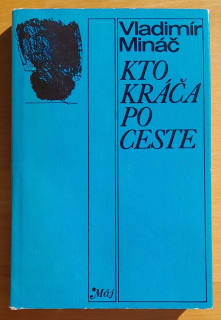 Vladimír
Mináč
KTO
KRÁČA
PO
CESTE
Máj